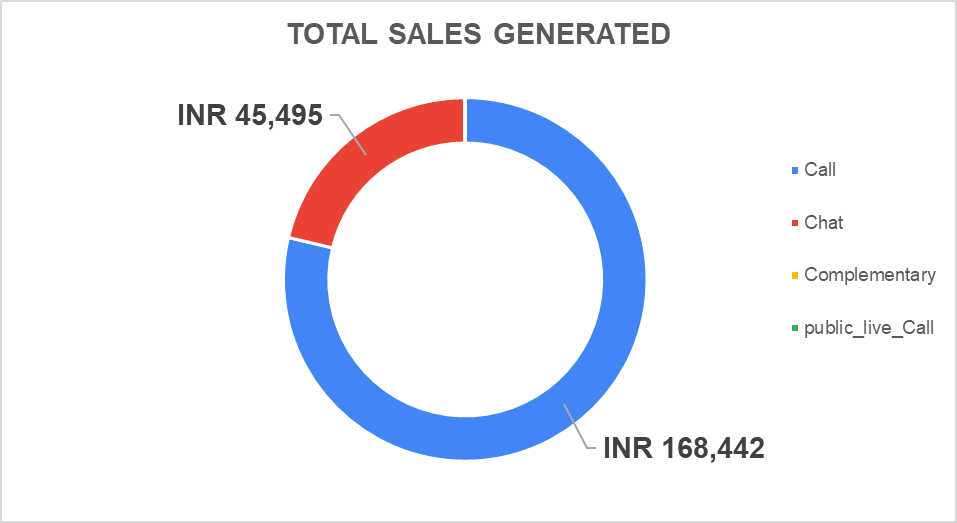 TOTAL SALES GENERATED
INR 45,495
Call
Chat
Complementary
public_live_Call
INR 168,442